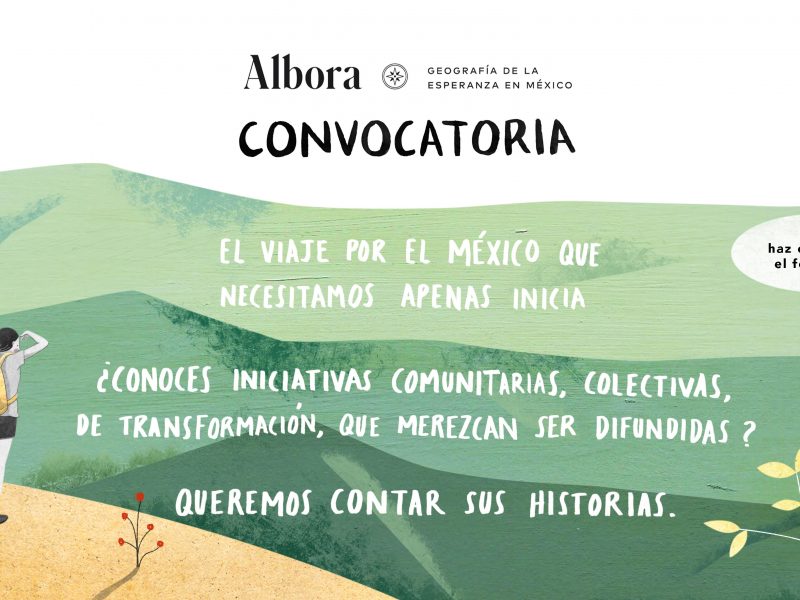 Albora
GEOGRAFÍA DE LA
ESPERANZA EN MÉXICO
CONVOCATORIA
EL VIAJE POR EL MÉXICO QUE
NECESITAMOS APENAS INICIA
haz
el
¿CONOCES INICIATIVAS COMUNITARIAS, COLECTIVAS,
DE TRANSFORMACIÓN, QUE MEREZCAN SER DIFUNDIDAS ?
QUEREMOS CONTAR SUS HISTORIAS.